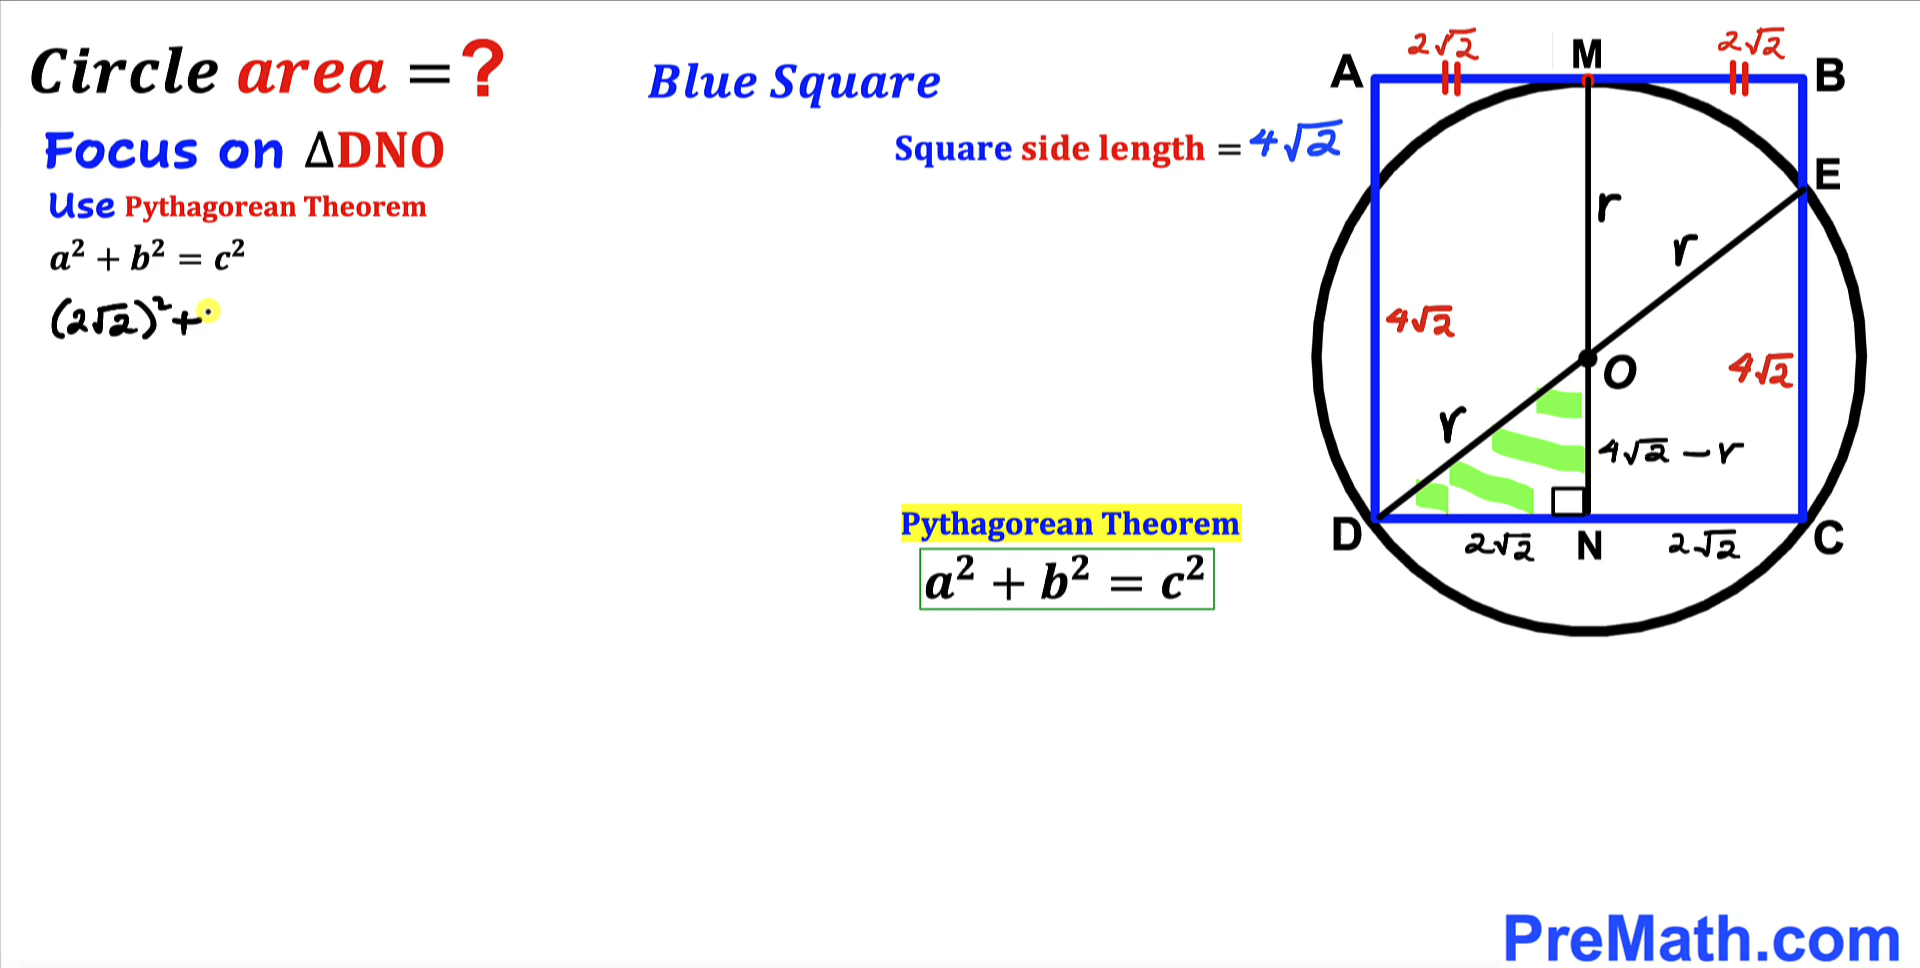 Circle area = ?
Focus on ΔDNO
Use Pythagorean Theorem
a² + b² = c²
(2√2)² +
Blue Square
Square side length = 4√2
Pythagorean Theorem
a² + b² = c²
2√2 M 2√2
A B
E
r
r
4√2
O 4√2
r
4√2 − r
D 2√2 N 2√2 C
PreMath.com